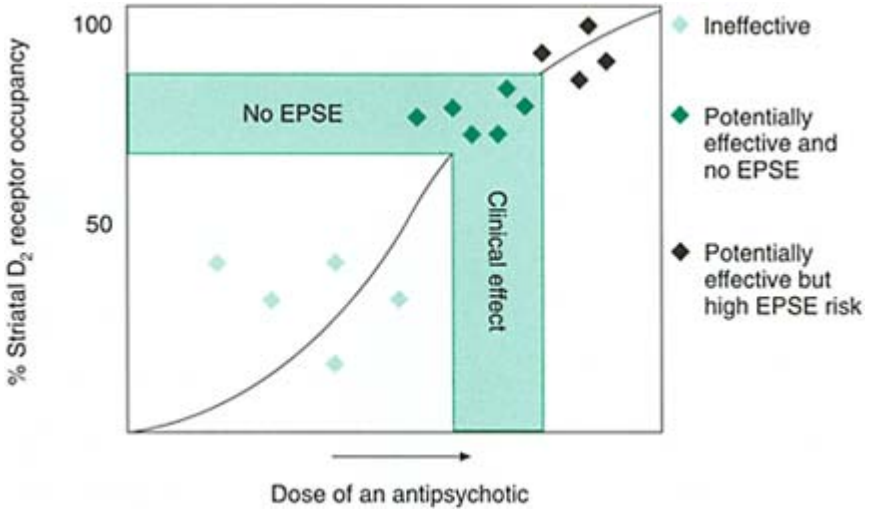 % Striatal D2 receptor occupancy
100
50
No EPSE
Clinical effect
Dose of an antipsychotic
Ineffective
Potentially
effective and
no EPSE
Potentially
effective but
high EPSE risk